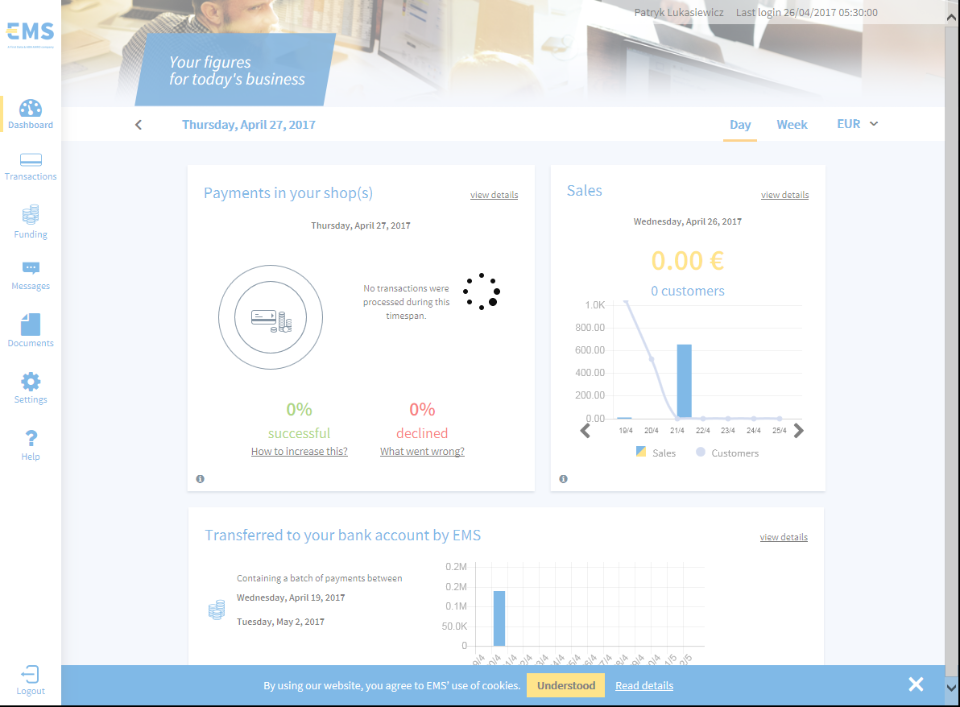 Patryk Lukasiewicz Last login 26/04/2017 05:30:00
EMS
Your figures
for today's business
Dashboard
Transactions
Funding
Messages
Documents
Settings
Help
Logout
Thursday, April 27, 2017
Day Week EUR
Payments in your shop(s)
view details
Thursday, April 27, 2017
No transactions were
processed during this
timespan.
0% 0%
successful declined
How to increase this? What went wrong?
Sales
view details
Wednesday, April 26, 2017
0.00 €
0 customers
1.0K
800.00
600.00
400.00
200.00
0.00
19/4 20/4 21/4 22/4 23/4 24/4 25/4
Sales Customers
Transferred to your bank account by EMS
view details
Containing a batch of payments between
Wednesday, April 19, 2017
Tuesday, May 2, 2017
0.2M
0.2M
0.1M
50.0K
0
By using our website, you agree to EMS' use of cookies. Understood Read details